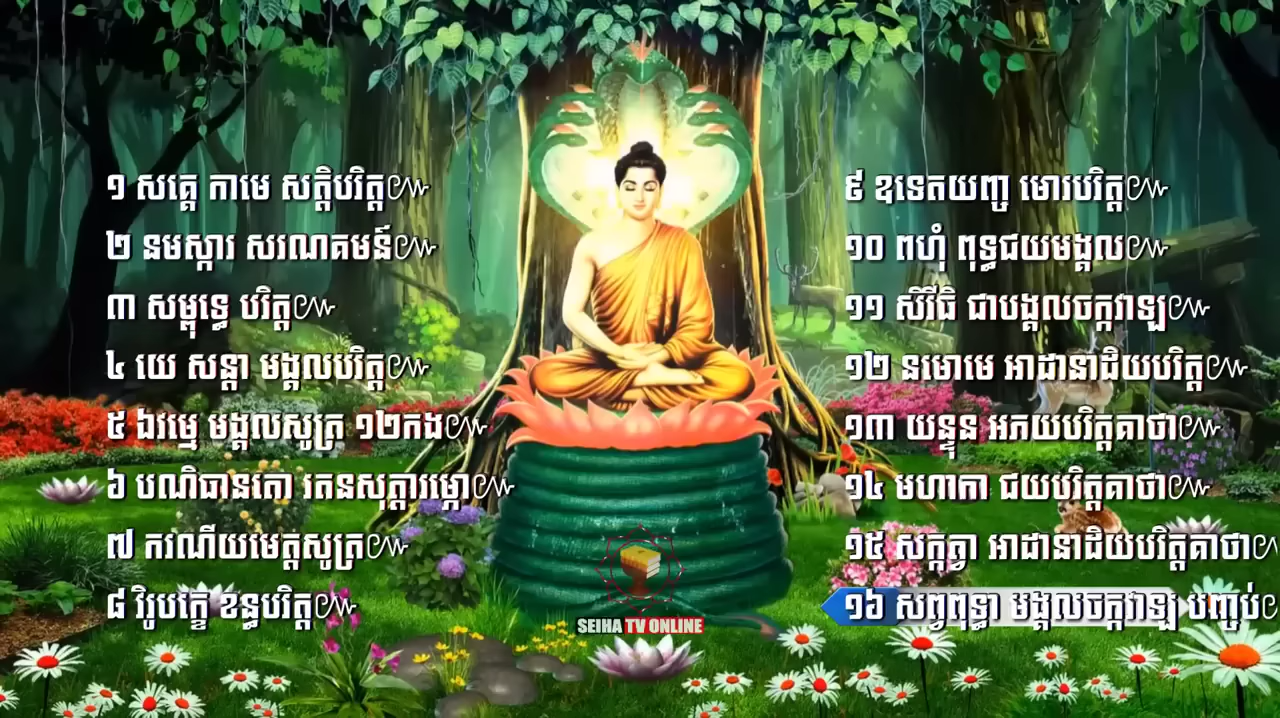 ១ សគ្គេ កាមេ សត្តិបរិត្ត៚
២ នមស្ការ សរណគមន៍៚
៣ សម្ពុទ្ធេ បរិត្ត៚
៤ យេ សន្តា មង្គលបរិត្ត៚
៥ ឯវម្មេ មង្គលសូត្រ ១២កង៚
៦ បណិធានតោ រតនសុត្តារម្ភោ៚
៧ ករណីយមេត្តសូត្រ៚
៨ វិរូបក្ខេ ខន្ធបរិត្ត៚
៩ ឧទេតយញ្ច មោរបរិត្ត៚
១០ ពហុំ ពុទ្ធជយមង្គល៚
១១ សិរីធិ ជាបង្គលចក្កវាឡ៚
១២ នមោមេ អាដានាដិយបរិត្ត៚
១៣ យន្ទុន អភយបរិត្តគាថា៚
១៤ មហាកា ជយបរិត្តគាថា៚
១៥ សក្កត្វា អាដានាដិយបរិត្តគាថា៚
១៦ សព្វពុទ្ធា មង្គលចក្កវាឡ បញ្ចប់៚
SEIHA TV ONLINE